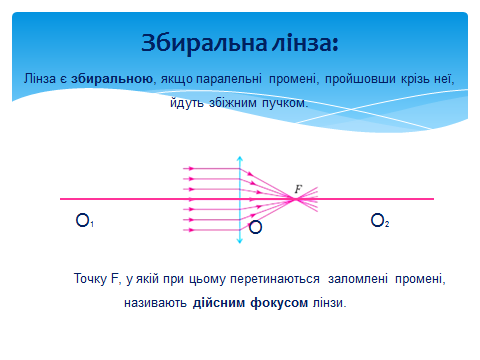 Збиральна лінза:
Лінза є збиральною, якщо паралельні промені, пройшовши крізь неї,
йдуть збіжним пучком.
F
O₁
O
O₂
Точку F, у якій при цьому перетинаються заломлені промені,
називають дійсним фокусом лінзи.